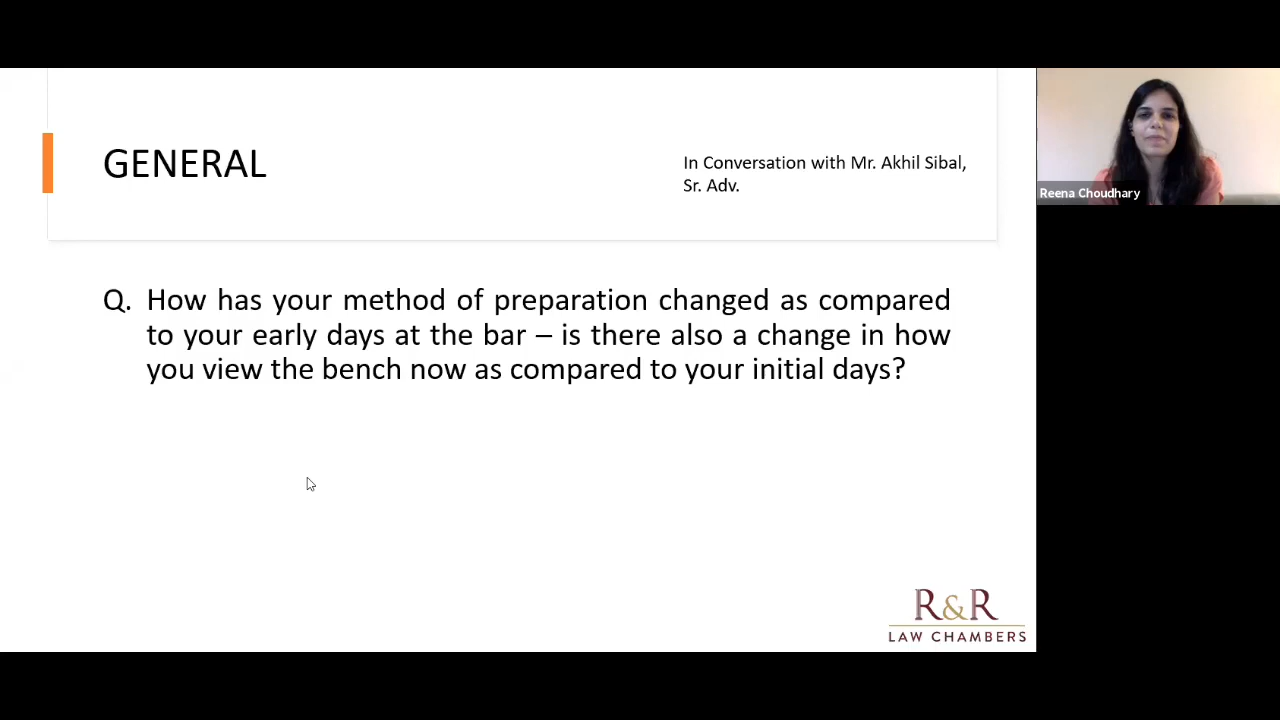 GENERAL
In Conversation with Mr. Akhil Sibal,
Sr. Adv.
Reena Choudhary
Q. How has your method of preparation changed as compared
to your early days at the bar – is there also a change in how
you view the bench now as compared to your initial days?
R&R
LAW CHAMBERS